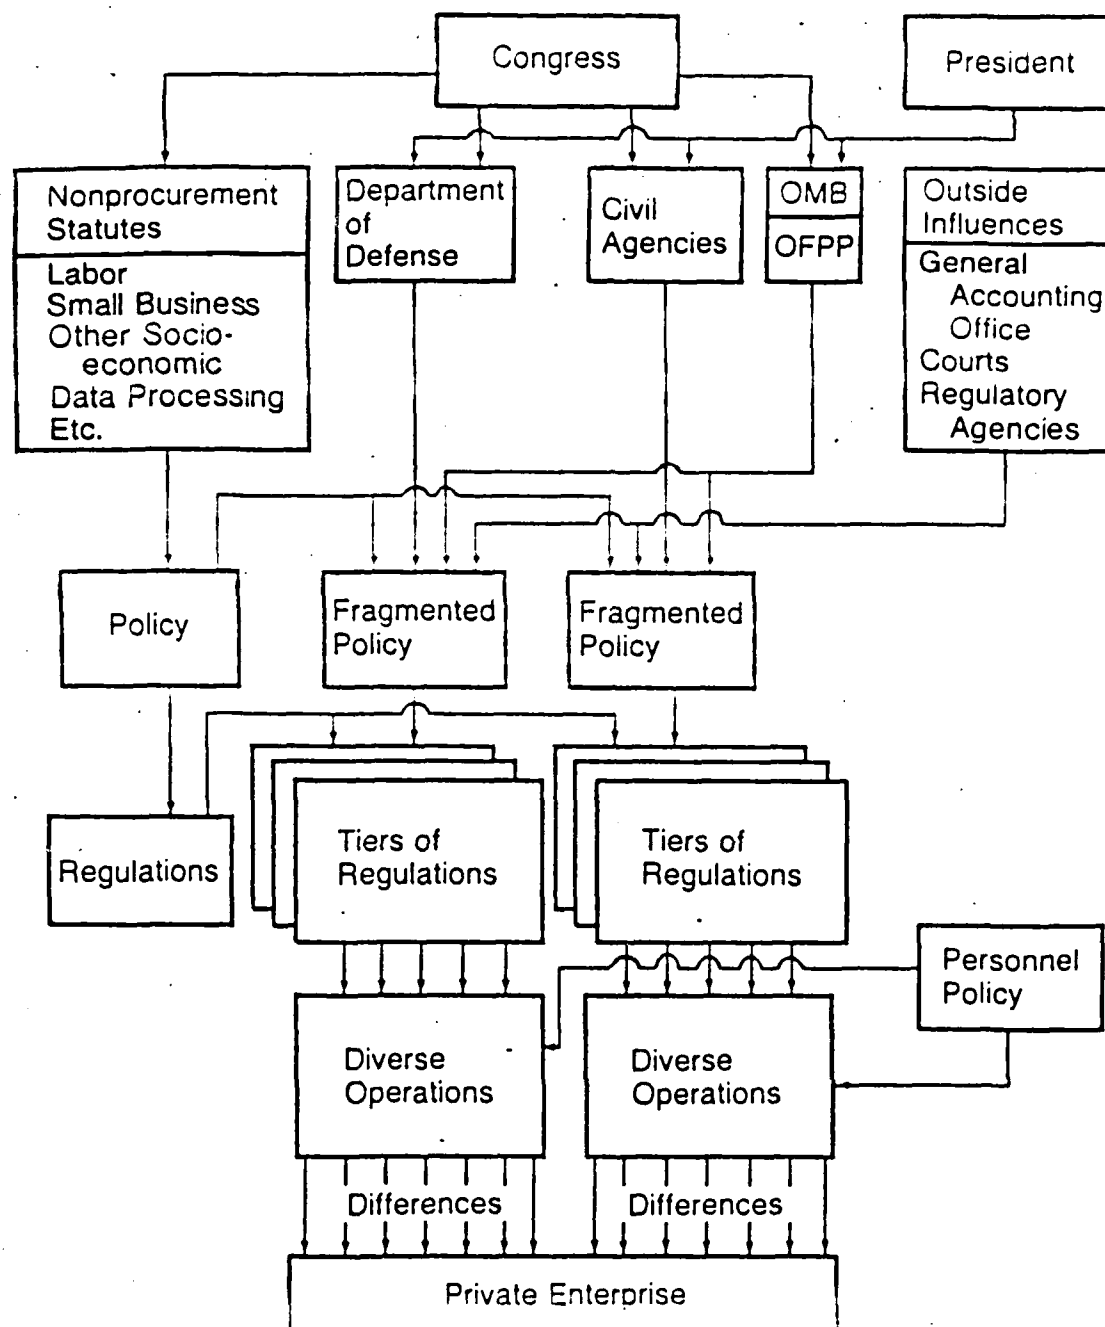 Congress
President
Nonprocurement
Statutes
Labor
Small Business
Other Socio-
economic
Data Processing
Etc.
Department
of
Defense
Civil
Agencies
OMB
OFPP
Outside
Influences
General
Accounting
Office
Courts
Regulatory
Agencies
Policy
Fragmented
Policy
Fragmented
Policy
Regulations
Tiers of
Regulations
Tiers of
Regulations
Personnel
Policy
Diverse
Operations
Diverse
Operations
Differences
Differences
Private Enterprise